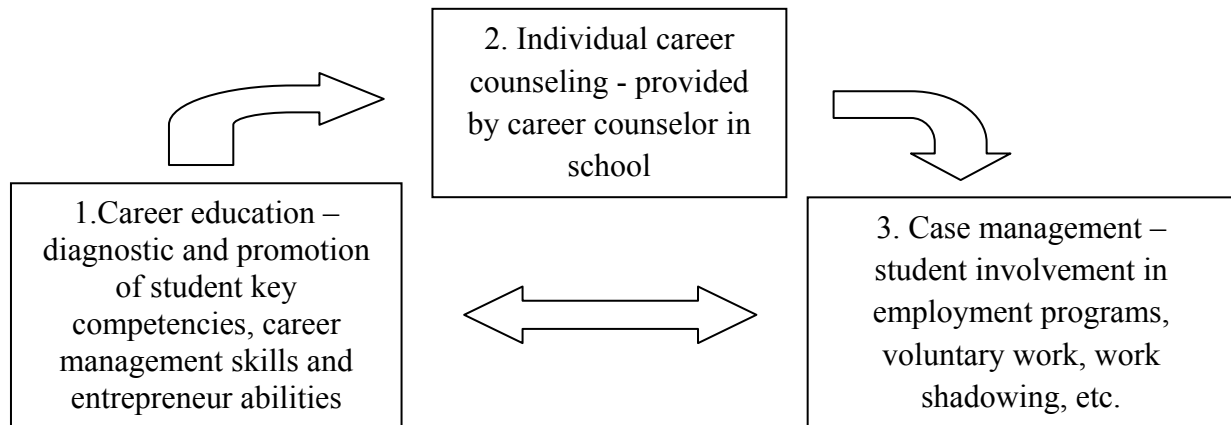 1.Career education –
diagnostic and promotion
of student key
competencies, career
management skills and
entrepreneur abilities
2. Individual career
counseling - provided
by career counselor in
school
3. Case management –
student involvement in
employment programs,
voluntary work, work
shadowing, etc.